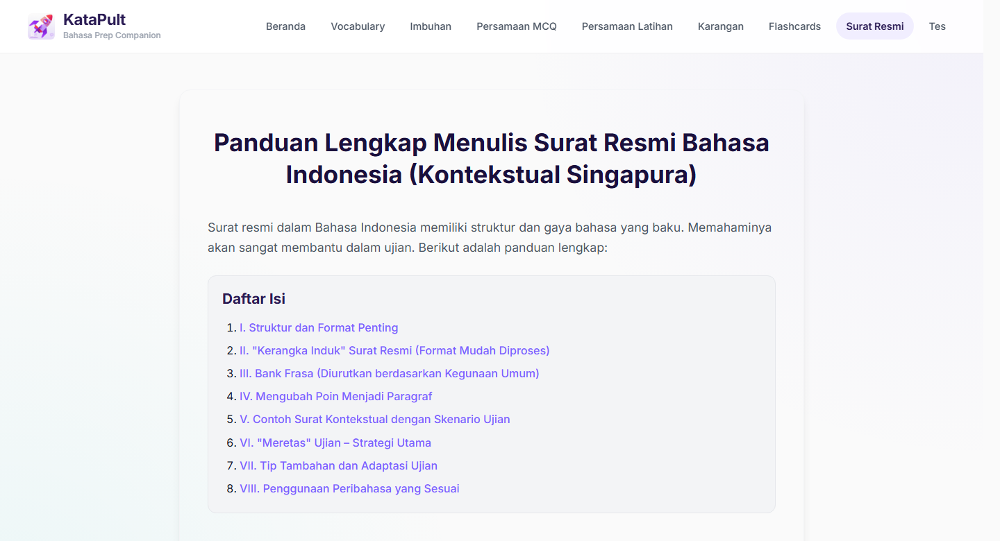 KataPult
Bahasa Prep Companion
Beranda
Vocabulary
Imbuhan
Persamaan MCQ
Persamaan Latihan
Karangan
Flashcards
Surat Resmi
Tes
Panduan Lengkap Menulis Surat Resmi Bahasa
Indonesia (Kontekstual Singapura)
Surat resmi dalam Bahasa Indonesia memiliki struktur dan gaya bahasa yang baku. Memahaminya
akan sangat membantu dalam ujian. Berikut adalah panduan lengkap:
Daftar Isi
1. I. Struktur dan Format Penting
2. II. "Kerangka Induk" Surat Resmi (Format Mudah Diproses)
3. III. Bank Frasa (Diurutkan berdasarkan Kegunaan Umum)
4. IV. Mengubah Poin Menjadi Paragraf
5. V. Contoh Surat Kontekstual dengan Skenario Ujian
6. VI. "Meretas" Ujian – Strategi Utama
7. VII. Tip Tambahan dan Adaptasi Ujian
8. VIII. Penggunaan Peribahasa yang Sesuai